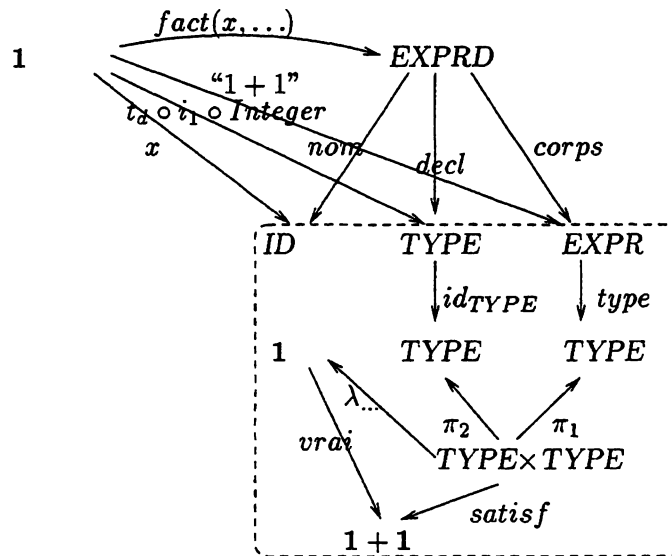 fact(x,...)
1 EXPRD
"1 + 1"
t_d ∘ i_1 ∘ Integer
x nom decl corps
ID TYPE EXPR
id_TYPE type
1 TYPE TYPE
λ...
vrai π_2 π_1
TYPE×TYPE
satisf
1 + 1